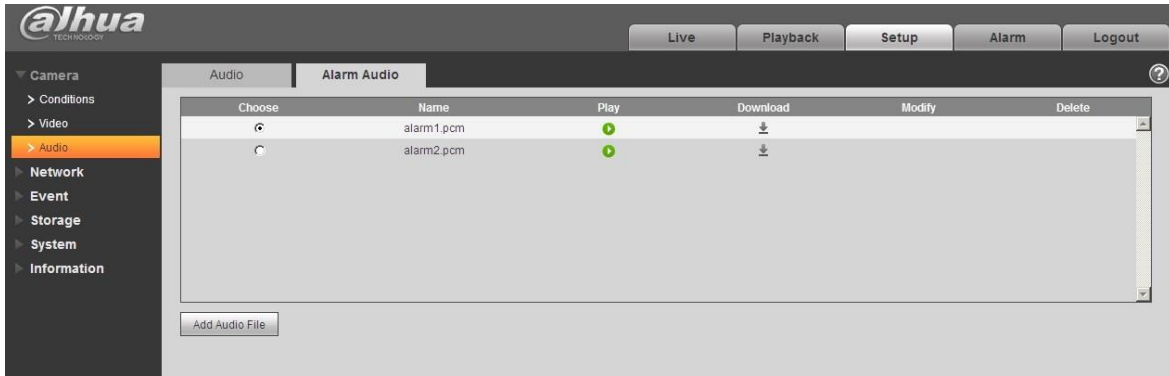 alhua
TECHNOLOGY
Live Playback Setup Alarm Logout
Camera
> Conditions
> Video
> Audio
Network
Event
Storage
System
Information
Audio Alarm Audio
?
Choose Name Play Download Modify Delete
alarm1.pcm
alarm2.pcm
Add Audio File